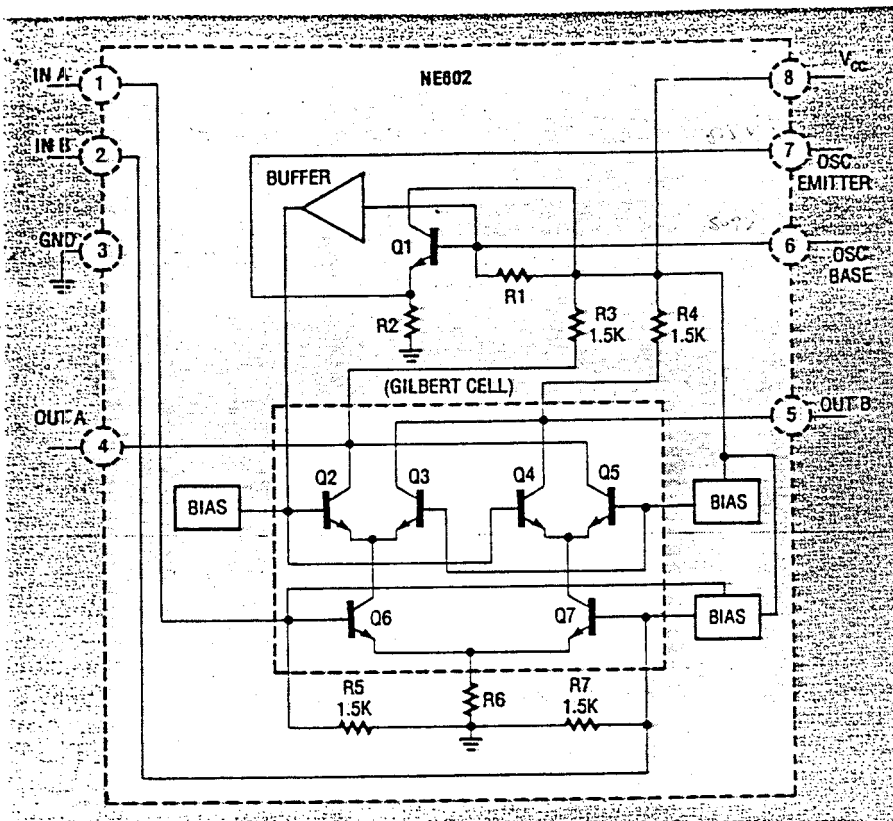 NE602
IN A
1
IN B
2
GND
3
OUT A
4
8
VCC
7
OSC
EMITTER
6
OSC
BASE
5
OUT B
BUFFER
Q1
R1
R2
R3
1.5K
R4
1.5K
(GILBERT CELL)
Q2
Q3
Q4
Q5
BIAS
BIAS
Q6
Q7
BIAS
R5
1.5K
R6
R7
1.5K